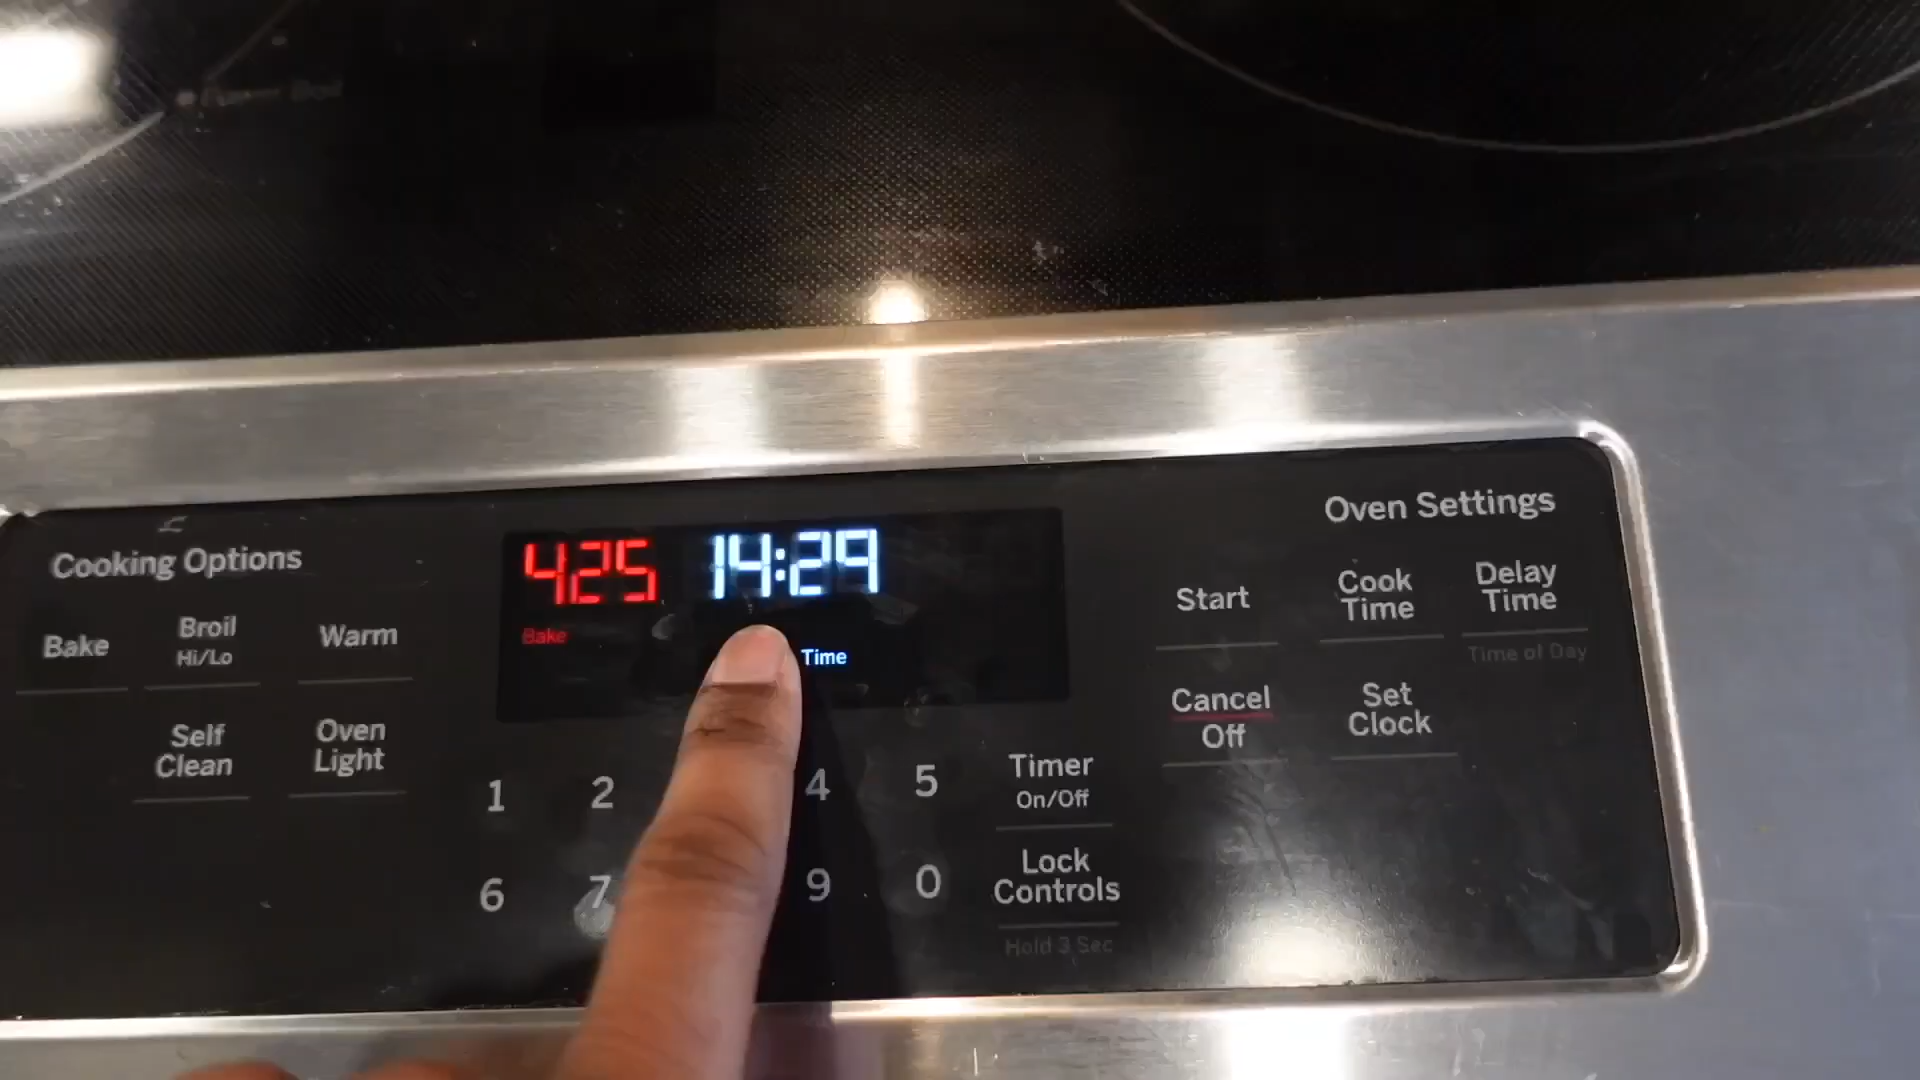 Power Boil
Cooking Options
Bake
Broil
Hi/Lo
Warm
Self
Clean
Oven
Light
425
14:29
Bake
Time
1 2 4 5
6 7 9 0
Timer
On/Off
Lock
Controls
Hold 3 Sec
Oven Settings
Start
Cook
Time
Delay
Time
Time of Day
Cancel
Off
Set
Clock